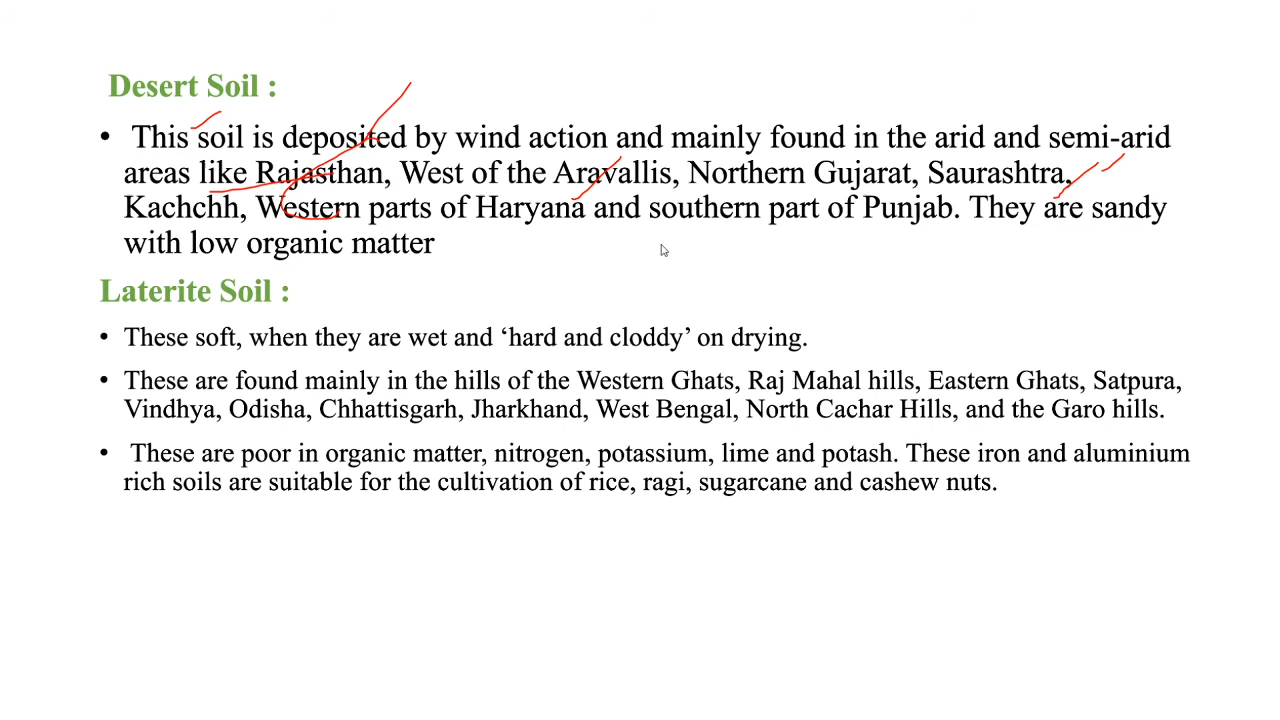 Desert Soil :
• This soil is deposited by wind action and mainly found in the arid and semi-arid
areas like Rajasthan, West of the Aravallis, Northern Gujarat, Saurashtra,
Kachchh, Western parts of Haryana and southern part of Punjab. They are sandy
with low organic matter
Laterite Soil :
• These soft, when they are wet and ‘hard and cloddy’ on drying.
• These are found mainly in the hills of the Western Ghats, Raj Mahal hills, Eastern Ghats, Satpura,
Vindhya, Odisha, Chhattisgarh, Jharkhand, West Bengal, North Cachar Hills, and the Garo hills.
• These are poor in organic matter, nitrogen, potassium, lime and potash. These iron and aluminium
rich soils are suitable for the cultivation of rice, ragi, sugarcane and cashew nuts.